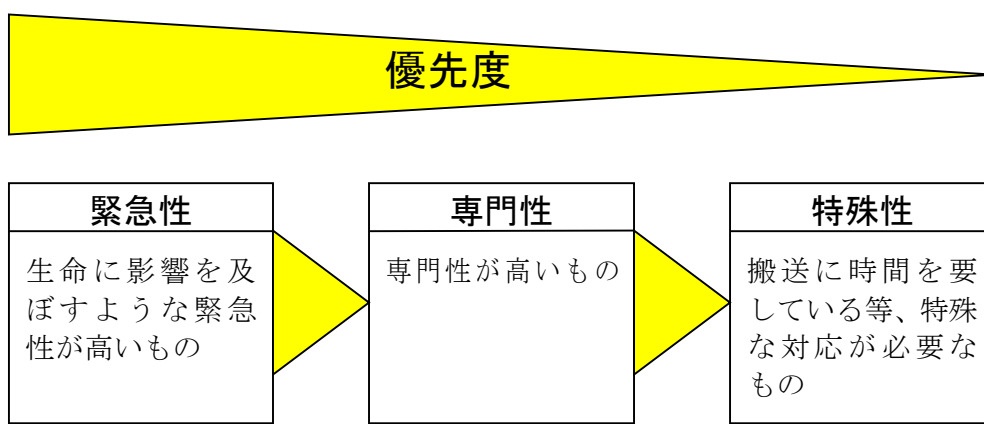 優先度
緊急性
生命に影響を及
ぼすような緊急
性が高いもの
専門性
専門性が高いもの
特殊性
搬送に時間を要
している等、特殊
な対応が必要な
もの